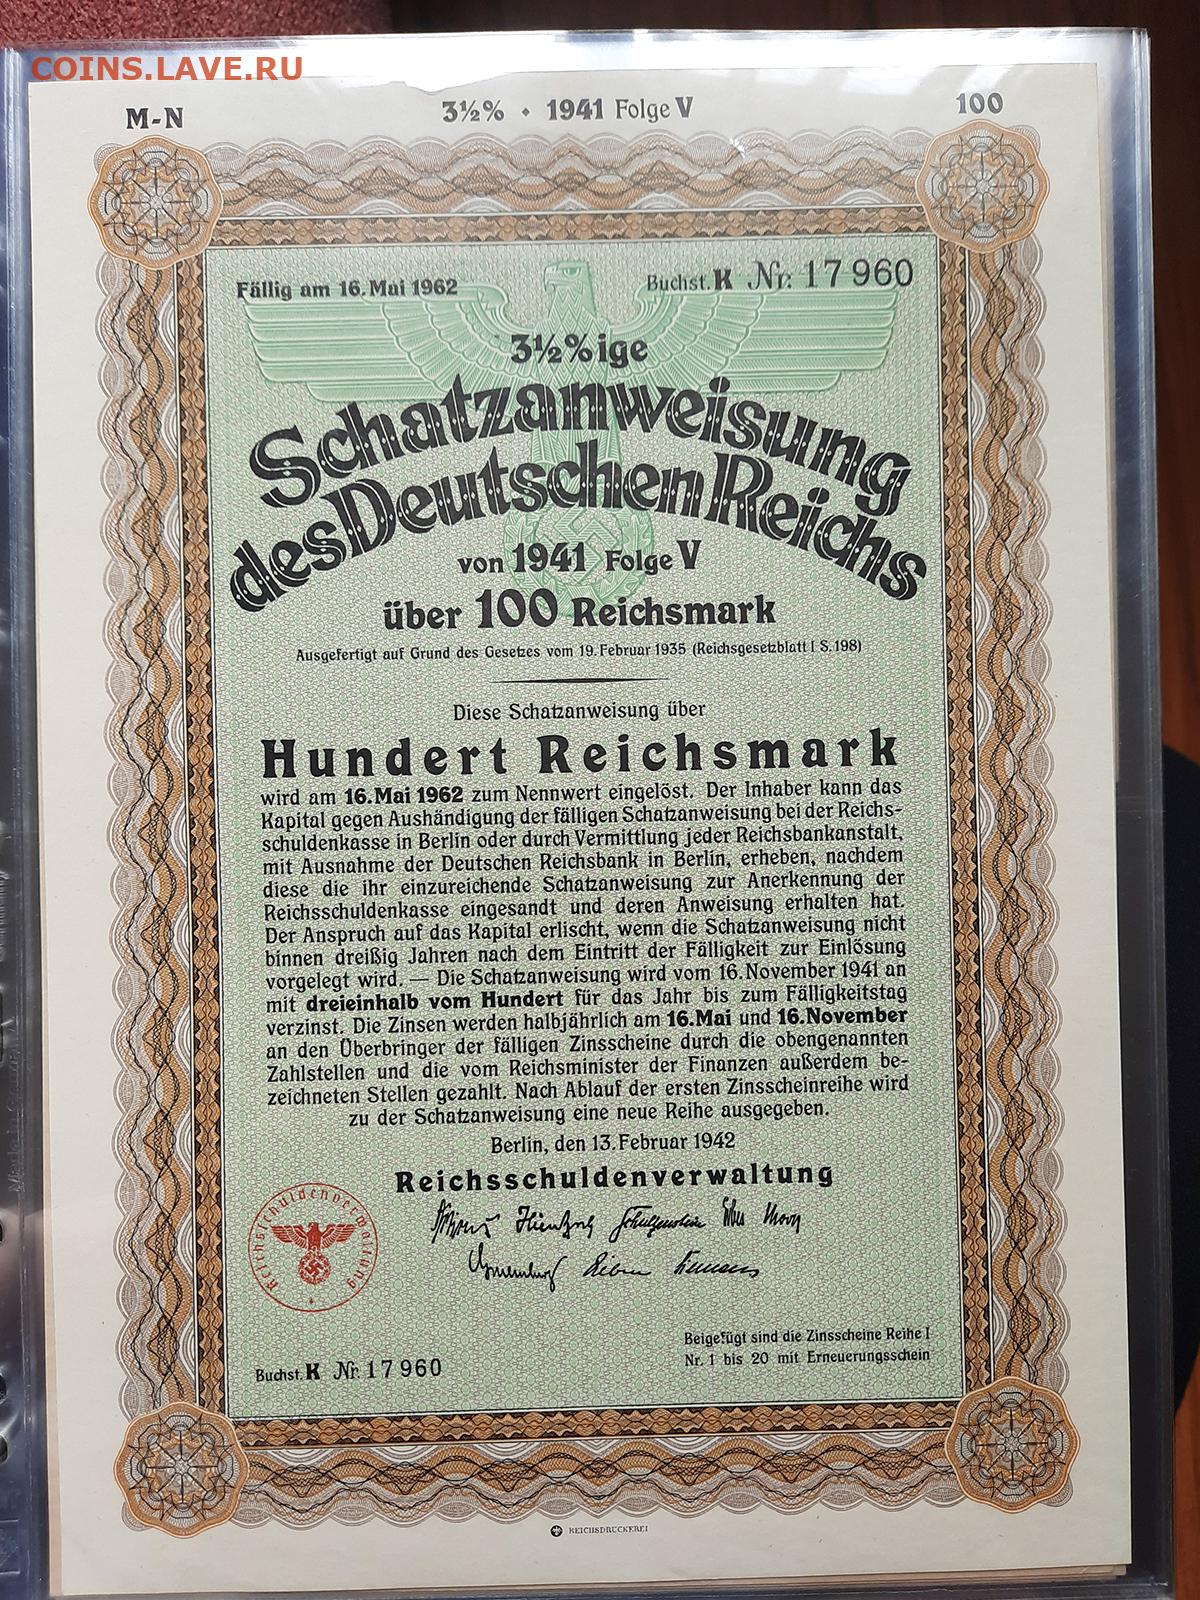 COINS.LAVE.RU
M-N
3½% • 1941 Folge V
100
Fällig am 16. Mai 1962
Buchst. K Nr. 17 960
3½%ige
Schatzanweisung
des Deutschen Reichs
von 1941 Folge V
über 100 Reichsmark
Ausgefertigt auf Grund des Gesetzes vom 19. Februar 1935 (Reichsgesetzblatt I S. 198)
Diese Schatzanweisung über
Hundert Reichsmark
wird am 16. Mai 1962 zum Nennwert eingelöst. Der Inhaber kann das
Kapital gegen Aushändigung der fälligen Schatzanweisung bei der Reichs-
schuldenkasse in Berlin oder durch Vermittlung jeder Reichsbankanstalt,
mit Ausnahme der Deutschen Reichsbank in Berlin, erheben, nachdem
diese die ihr einzureichende Schatzanweisung zur Anerkennung der
Reichsschuldenkasse eingesandt und deren Anweisung erhalten hat.
Der Anspruch auf das Kapital erlischt, wenn die Schatzanweisung nicht
binnen dreißig Jahren nach dem Eintritt der Fälligkeit zur Einlösung
vorgelegt wird. — Die Schatzanweisung wird vom 16. November 1941 an
mit dreieinhalb vom Hundert für das Jahr bis zum Fälligkeitstag
verzinst. Die Zinsen werden halbjährlich am 16. Mai und 16. November
an den Überbringer der fälligen Zinsscheine durch die obengenannten
Zahlstellen und die vom Reichsminister der Finanzen außerdem be-
zeichneten Stellen gezahlt. Nach Ablauf der ersten Zinsscheinreihe wird
zu der Schatzanweisung eine neue Reihe ausgegeben.
Berlin, den 13. Februar 1942
Reichsschuldenverwaltung
Reichsschuldenverwaltung
Beigefügt sind die Zinsscheine Reihe I
Nr. 1 bis 20 mit Erneuerungsschein
Buchst. K Nr. 17 960
REICHSDRUCKEREI